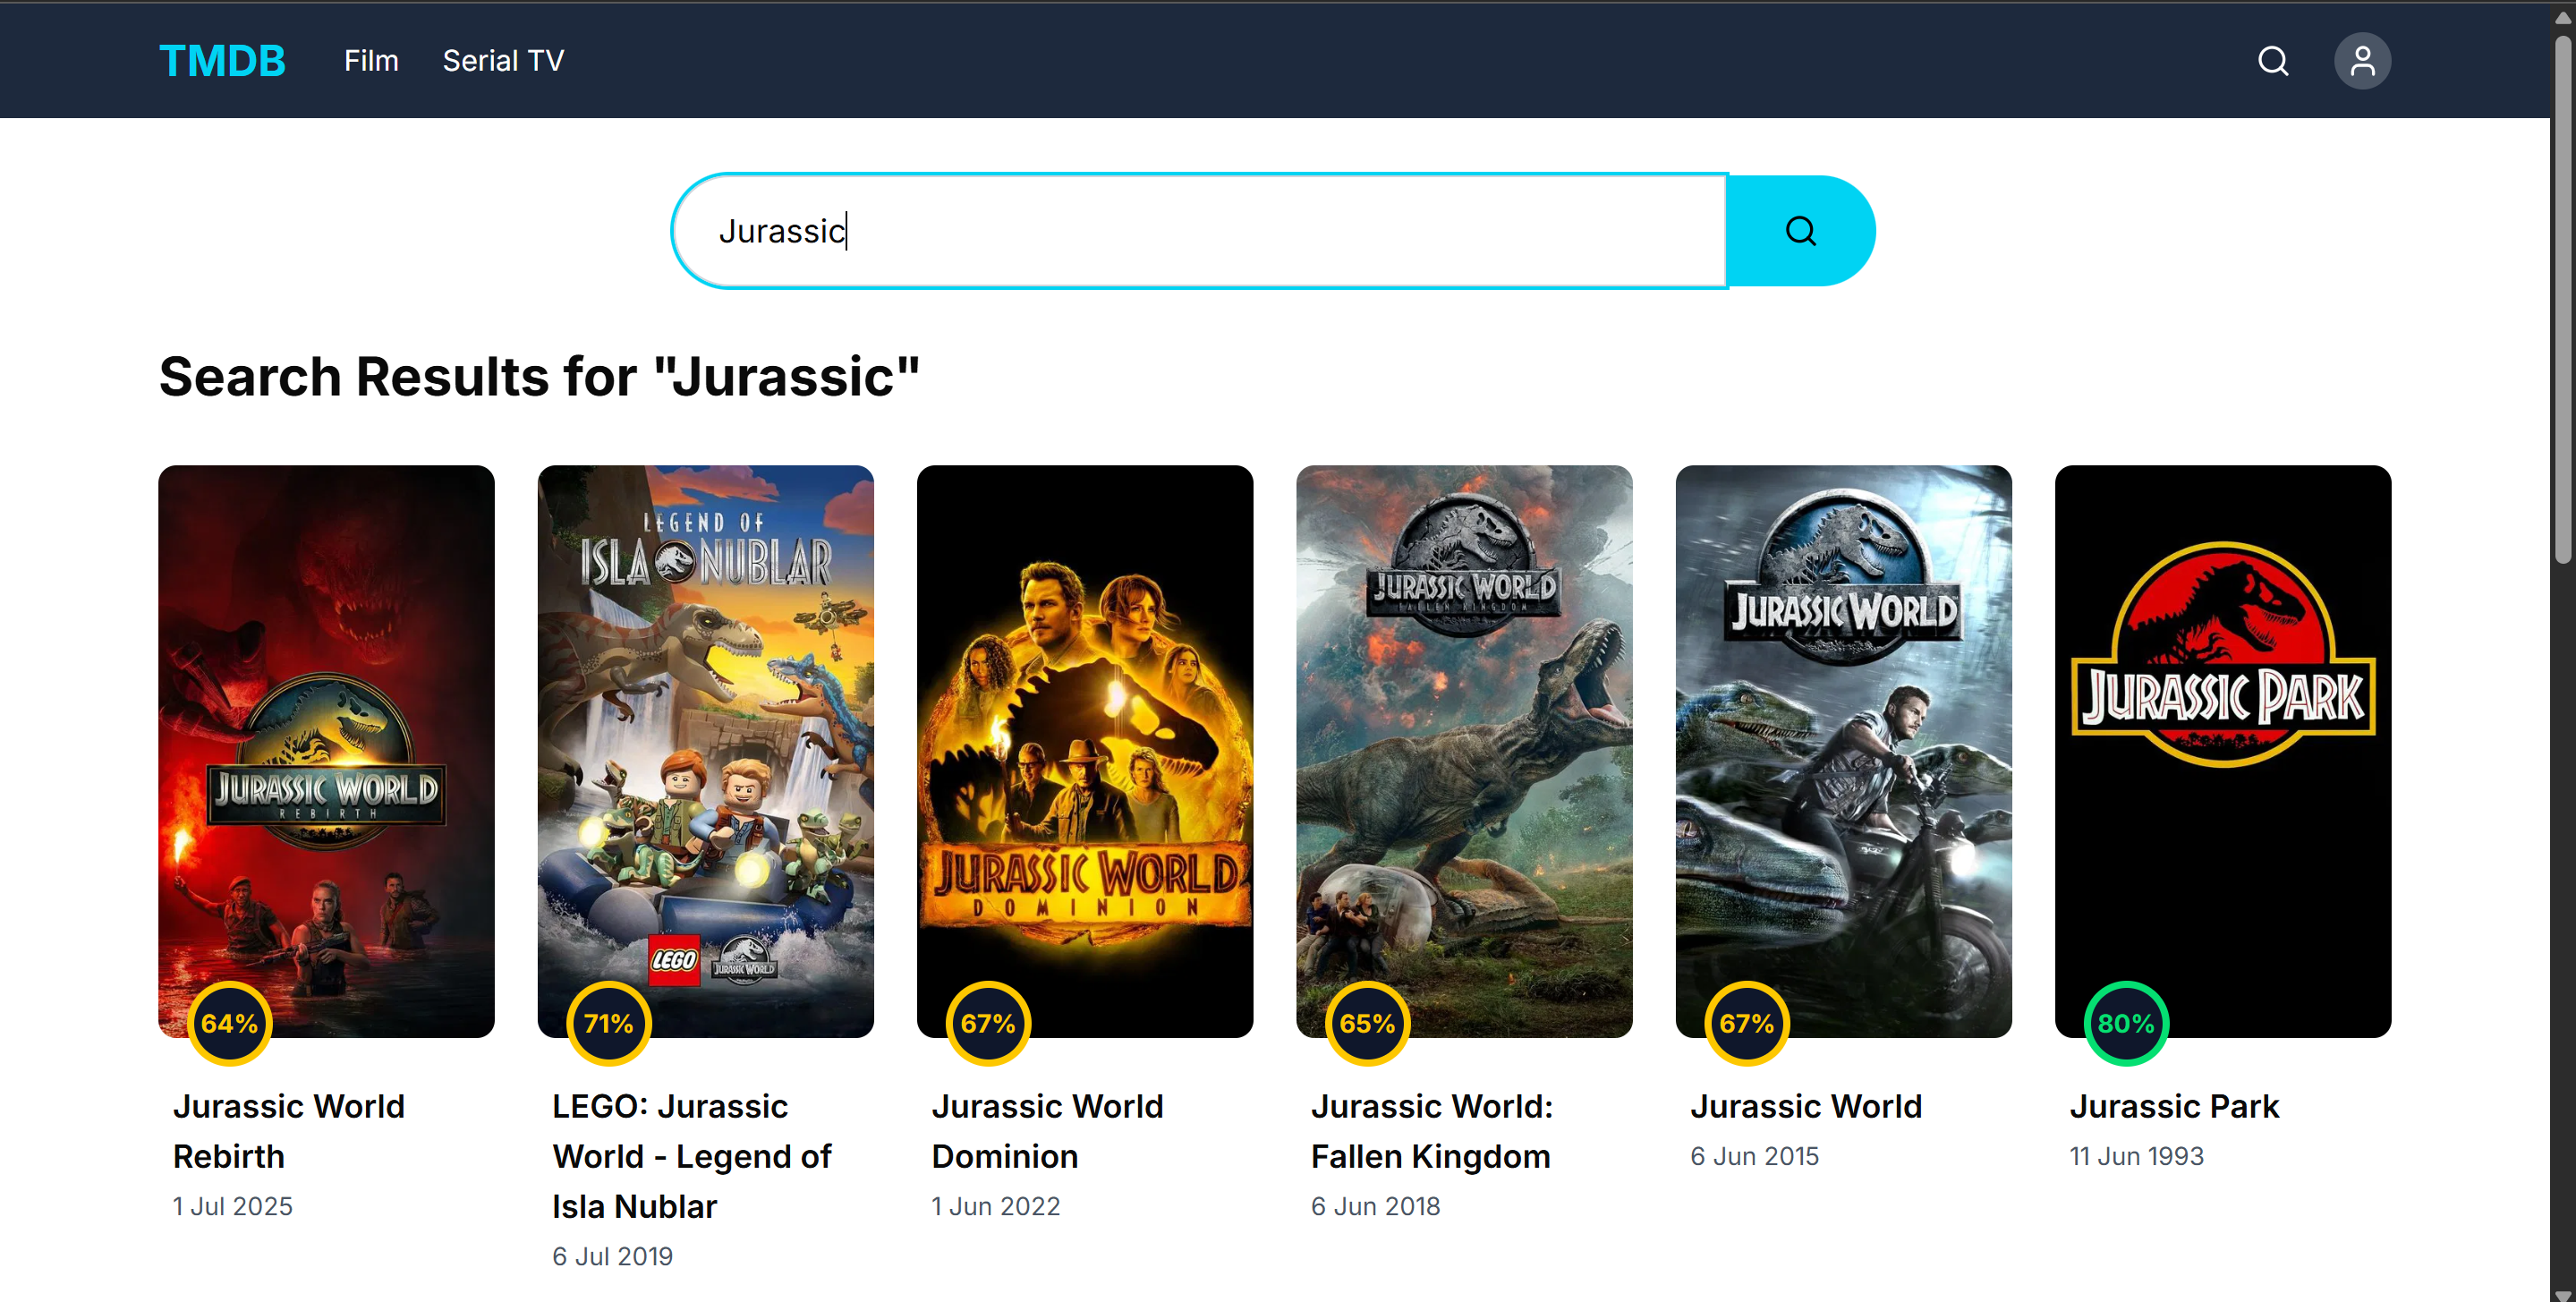 TMDB Film Serial TV
Jurassic
Search Results for "Jurassic"
JURASSIC WORLD
REBIRTH
64%
Jurassic World
Rebirth
1 Jul 2025
LEGEND OF
ISLA NUBLAR
LEGO JURASSIC WORLD
71%
LEGO: Jurassic
World - Legend of
Isla Nublar
6 Jul 2019
JURASSIC WORLD
DOMINION
67%
Jurassic World
Dominion
1 Jun 2022
JURASSIC WORLD
FALLEN KINGDOM
65%
Jurassic World:
Fallen Kingdom
6 Jun 2018
JURASSIC WORLD
67%
Jurassic World
6 Jun 2015
JURASSIC PARK
80%
Jurassic Park
11 Jun 1993